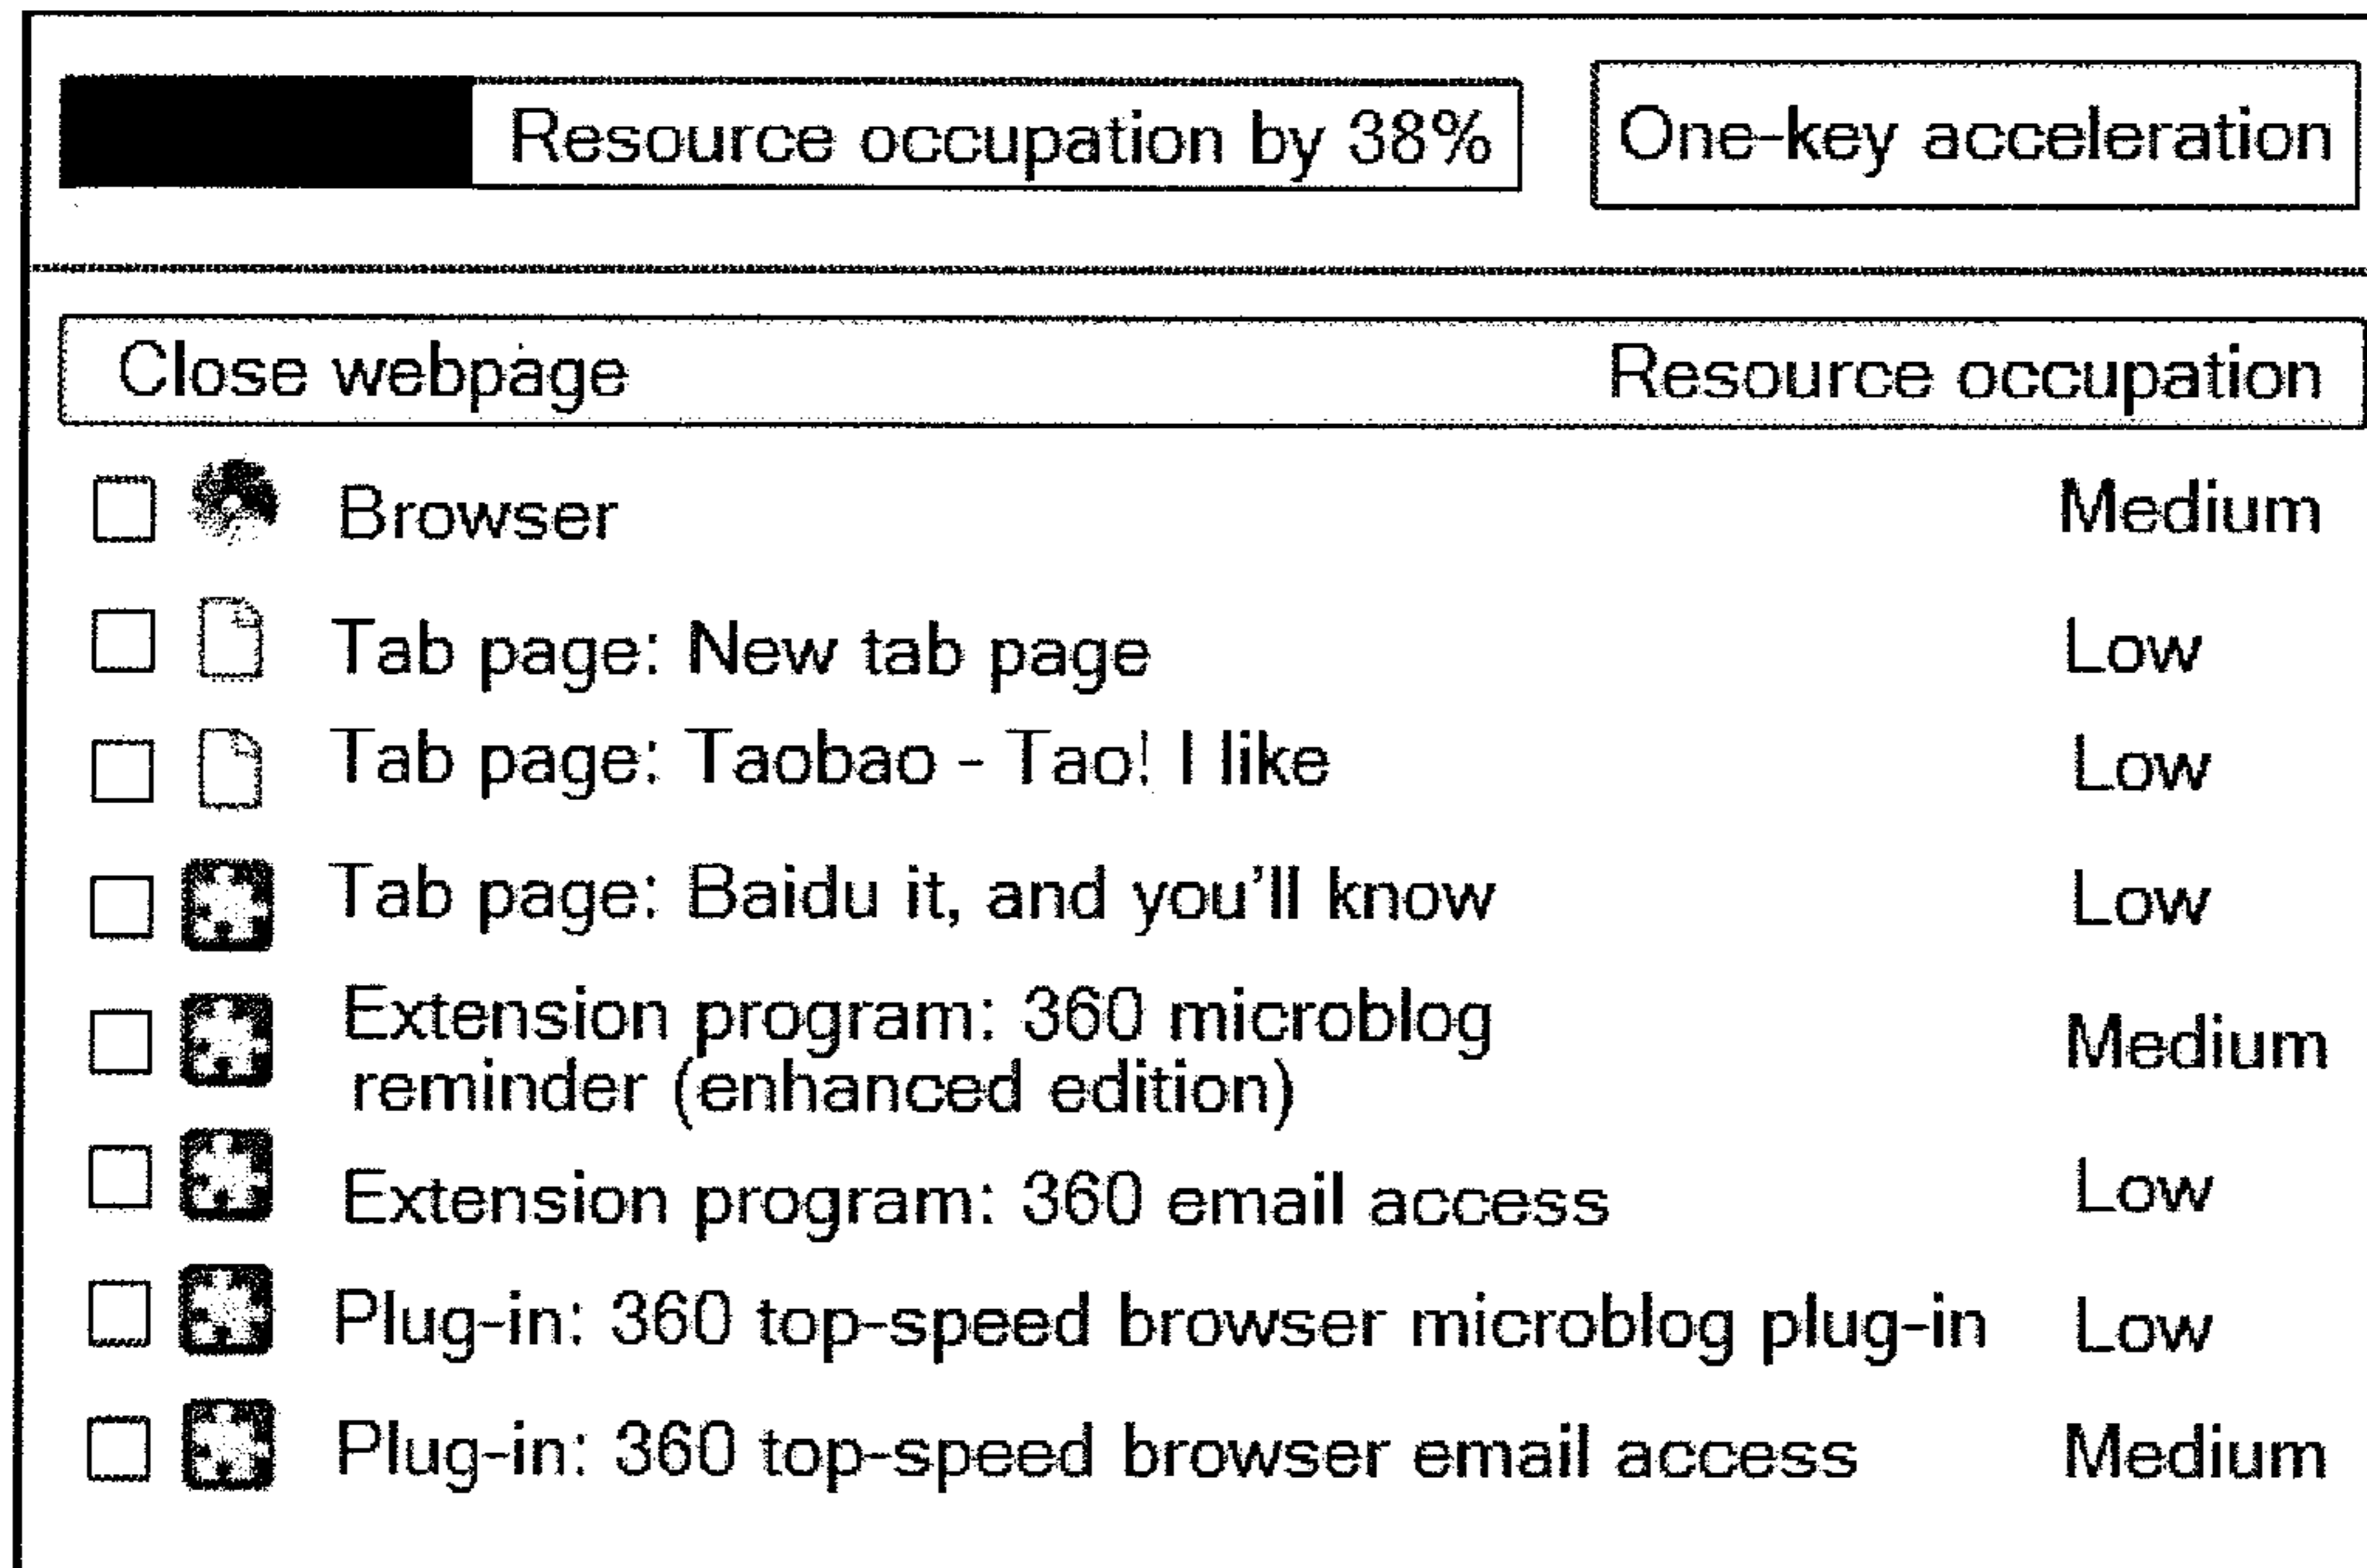 Resource occupation by 38% One-key acceleration
Close webpage Resource occupation
Browser Medium
Tab page: New tab page Low
Tab page: Taobao - Tao! I like Low
Tab page: Baidu it, and you'll know Low
Extension program: 360 microblog
reminder (enhanced edition) Medium
Extension program: 360 email access Low
Plug-in: 360 top-speed browser microblog plug-in Low
Plug-in: 360 top-speed browser email access Medium